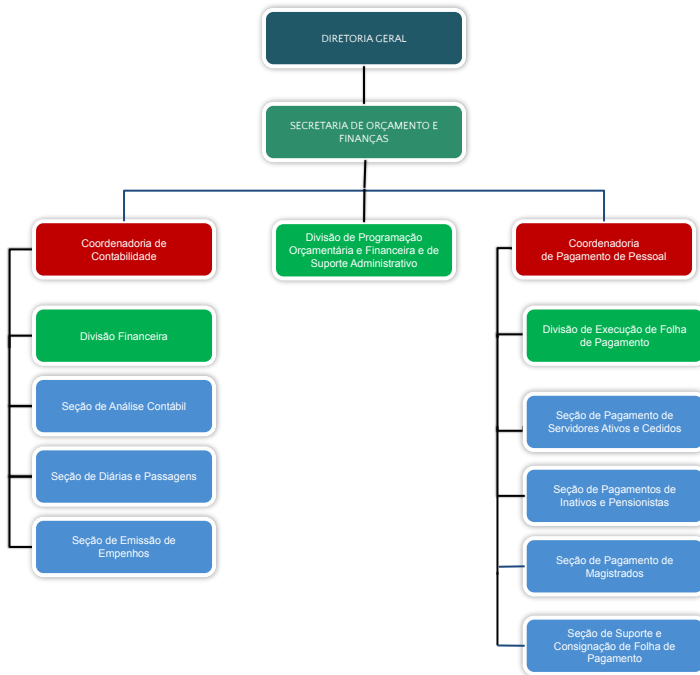 DIRETORIA GERAL
SECRETARIA DE ORÇAMENTO E
FINANÇAS
Coordenadoria de
Contabilidade
Divisão de Programação
Orçamentária e Financeira e de
Suporte Administrativo
Coordenadoria
de Pagamento de Pessoal
Divisão Financeira
Divisão de Execução de Folha
de Pagamento
Seção de Análise Contábil
Seção de Pagamento de
Servidores Ativos e Cedidos
Seção de Diárias e Passagens
Seção de Pagamentos de
Inativos e Pensionistas
Seção de Emissão de
Empenhos
Seção de Pagamento de
Magistrados
Seção de Suporte e
Consignação de Folha de
Pagamento